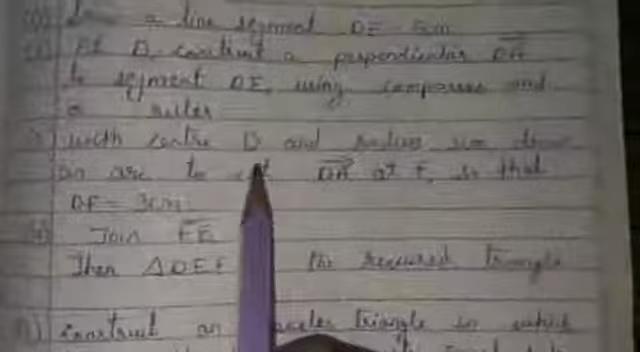 a line segment DE = 5cm
At D, construct a perpendicular DA
to segment DE, using compasses and
a ruler
with centre D and radius 3cm draw
an arc to cut DA at F, so that
DF = 3cm
Join FE
Then ΔDEF the required triangle
construct an triangle in which